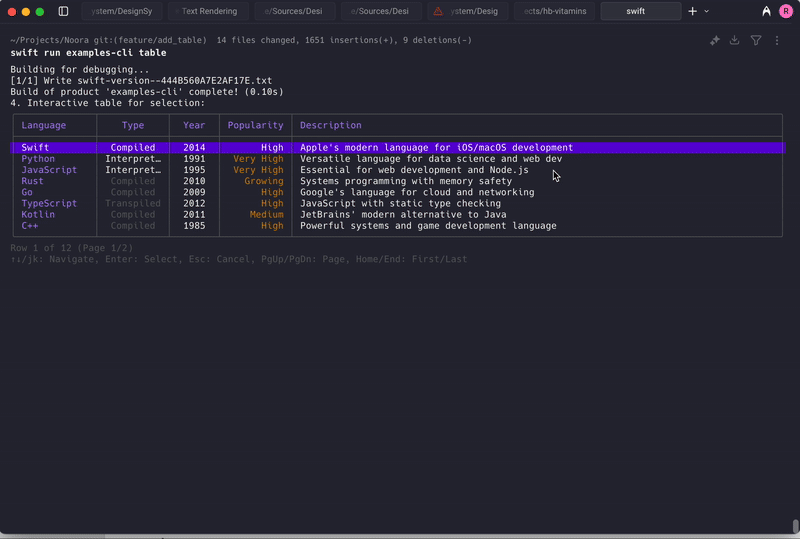 ystem/DesignSy
Text Rendering
e/Sources/Desi
e/Sources/Desi
ystem/Desig
ects/hb-vitamins
swift
R
~/Projects/Noora git:(feature/add_table) 14 files changed, 1651 insertions(+), 9 deletions(-)
swift run examples-cli table
Building for debugging...
[1/1] Write swift-version--444B560A7E2AF17E.txt
Build of product 'examples-cli' complete! (0.10s)
4. Interactive table for selection:
Language Type Year Popularity Description
Swift Compiled 2014 High Apple's modern language for iOS/macOS development
Python Interpret… 1991 Very High Versatile language for data science and web dev
JavaScript Interpret… 1995 Very High Essential for web development and Node.js
Rust Compiled 2010 Growing Systems programming with memory safety
Go Compiled 2009 High Google's language for cloud and networking
TypeScript Transpiled 2012 High JavaScript with static type checking
Kotlin Compiled 2011 Medium JetBrains' modern alternative to Java
C++ Compiled 1985 High Powerful systems and game development language
Row 1 of 12 (Page 1/2)
↑↓/jk: Navigate, Enter: Select, Esc: Cancel, PgUp/PgDn: Page, Home/End: First/Last